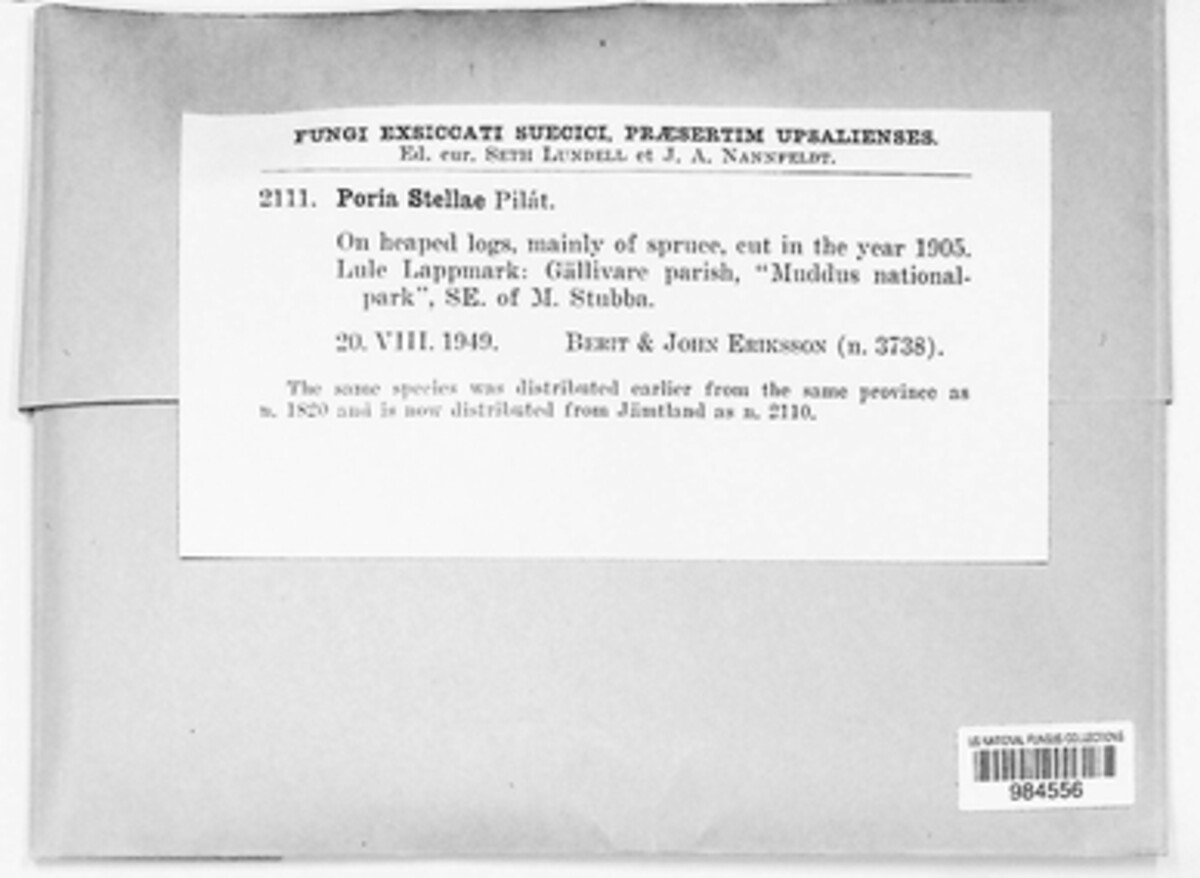 FUNGI EXSICCATI SUECICI, PRÆSERTIM UPSALIENSES.
Ed. cur. SETH LUNDELL et J. A. NANNFELDT.
2111. Poria Stellae Pilát.
On heaped logs, mainly of spruce, cut in the year 1905.
Lule Lappmark: Gällivare parish, "Muddus national-
park", SE. of M. Stubba.
20. VIII. 1949. BERIT & JOHN ERIKSSON (n. 3738).
The same species was distributed earlier from the same province as
n. 1820 and is now distributed from Jämtland as n. 2110.
US NATIONAL FUNGUS COLLECTIONS
984556